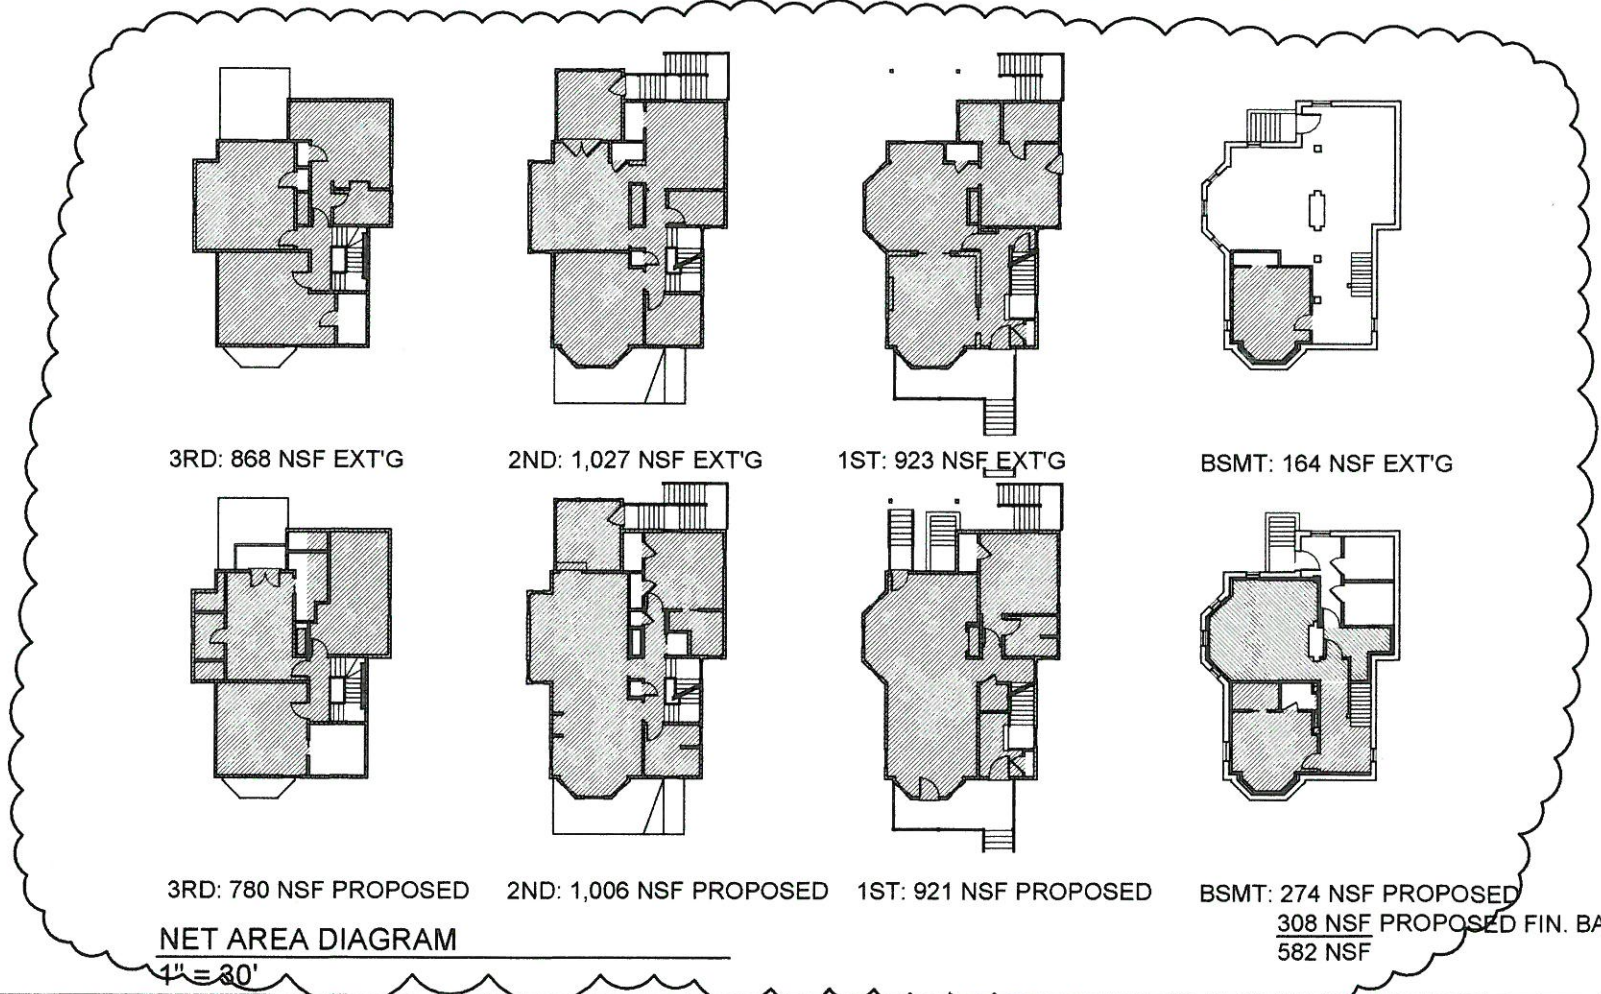 3RD: 868 NSF EXT'G
2ND: 1,027 NSF EXT'G
1ST: 923 NSF EXT'G
BSMT: 164 NSF EXT'G
3RD: 780 NSF PROPOSED
2ND: 1,006 NSF PROPOSED
1ST: 921 NSF PROPOSED
BSMT: 274 NSF PROPOSED
308 NSF PROPOSED FIN. BA
582 NSF
NET AREA DIAGRAM
1" = 30'